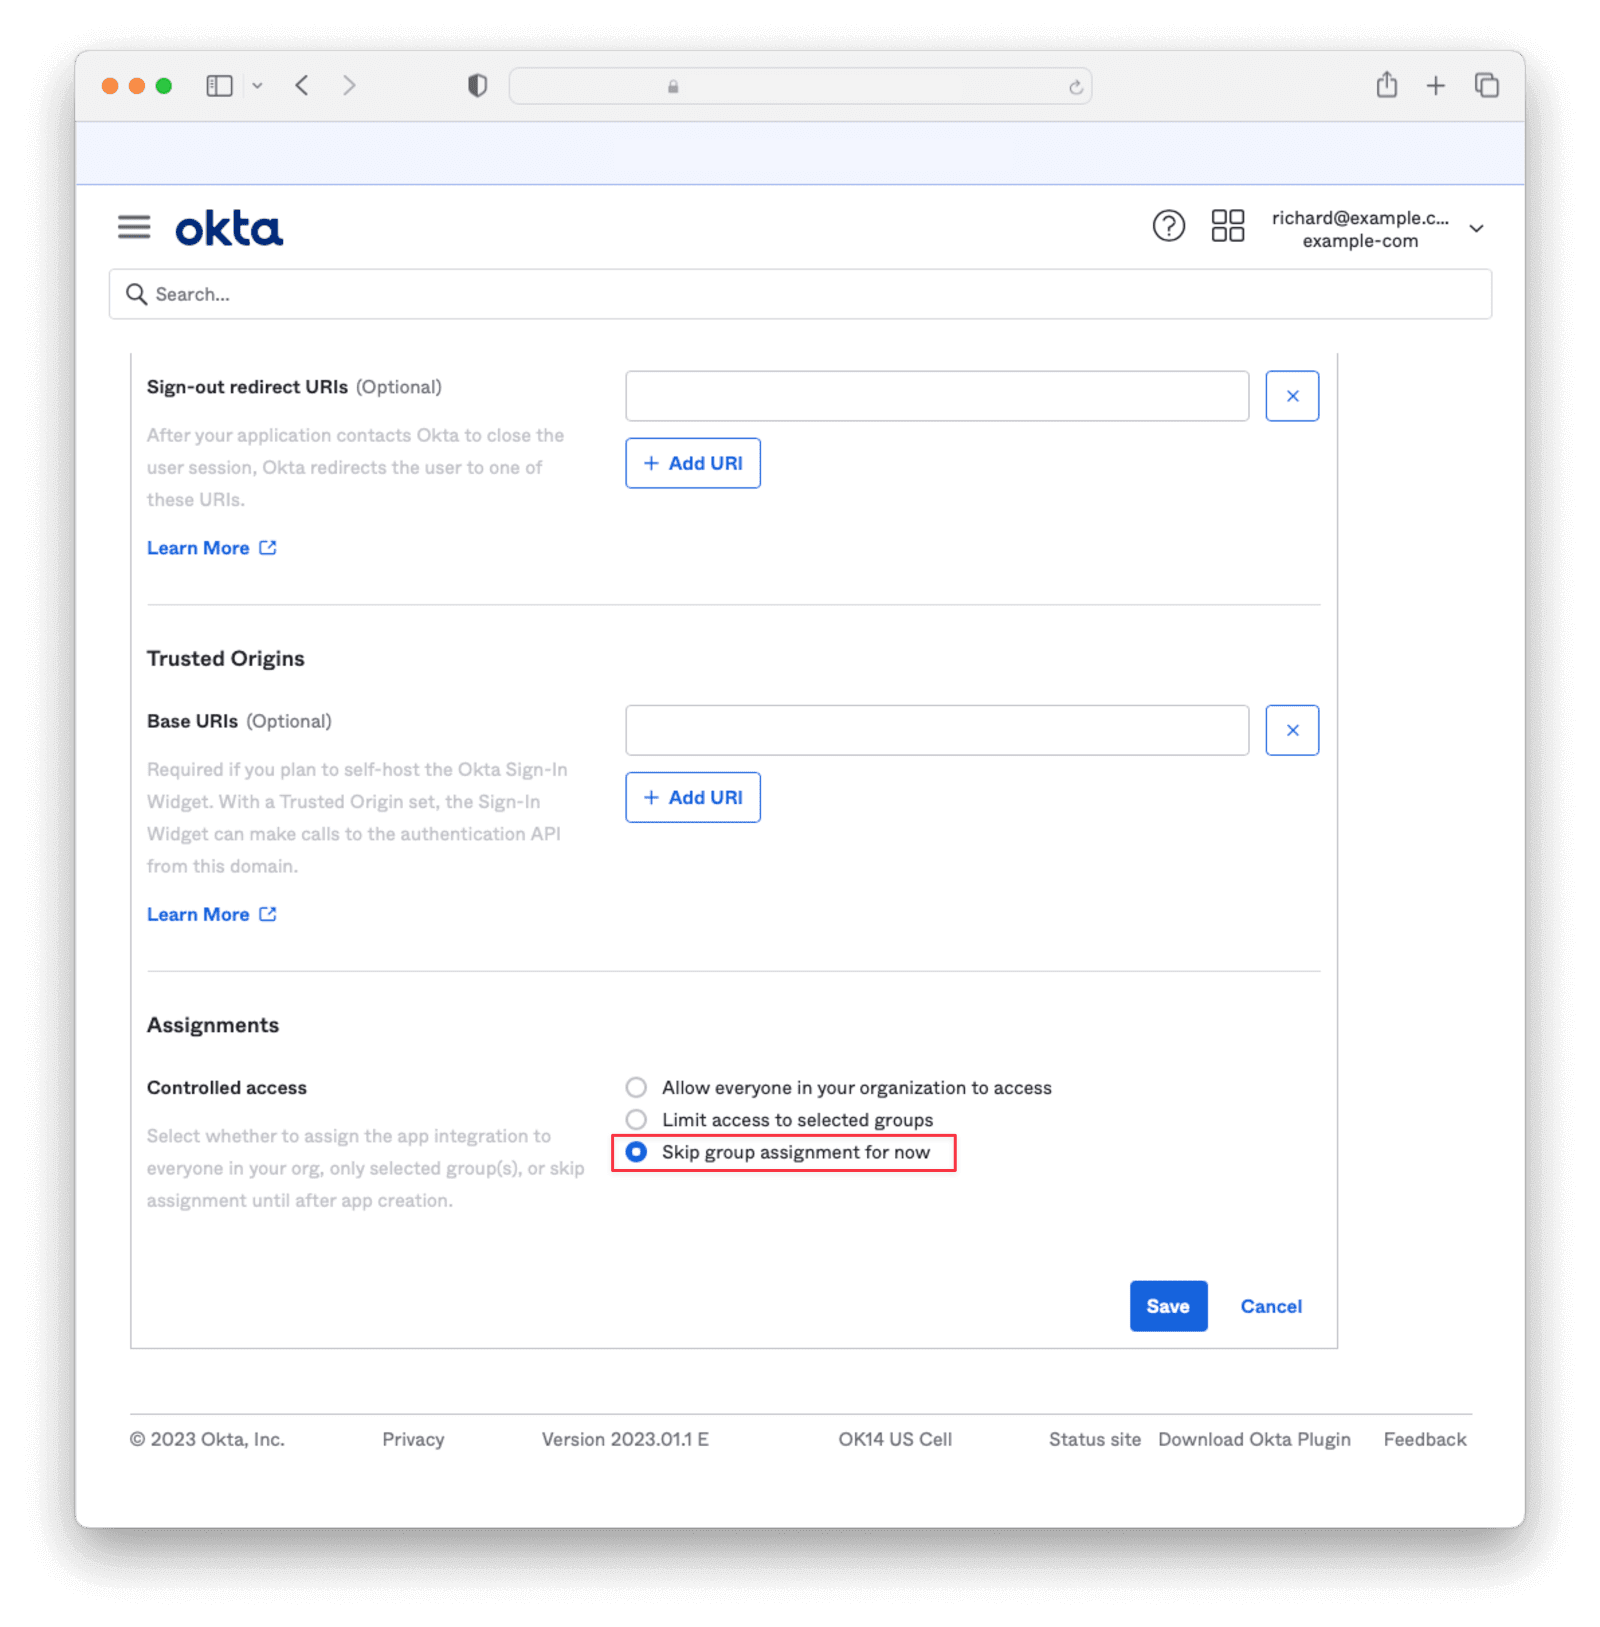 okta
richard@example.c...
example-com
Search...
Sign-out redirect URIs (Optional)
After your application contacts Okta to close the
user session, Okta redirects the user to one of
these URIs.
+ Add URI
Learn More
Trusted Origins
Base URIs (Optional)
Required if you plan to self-host the Okta Sign-In
Widget. With a Trusted Origin set, the Sign-In
Widget can make calls to the authentication API
from this domain.
+ Add URI
Learn More
Assignments
Controlled access
Select whether to assign the app integration to
everyone in your org, only selected group(s), or skip
assignment until after app creation.
Allow everyone in your organization to access
Limit access to selected groups
Skip group assignment for now
Save Cancel
© 2023 Okta, Inc. Privacy Version 2023.01.1 E OK14 US Cell Status site Download Okta Plugin Feedback